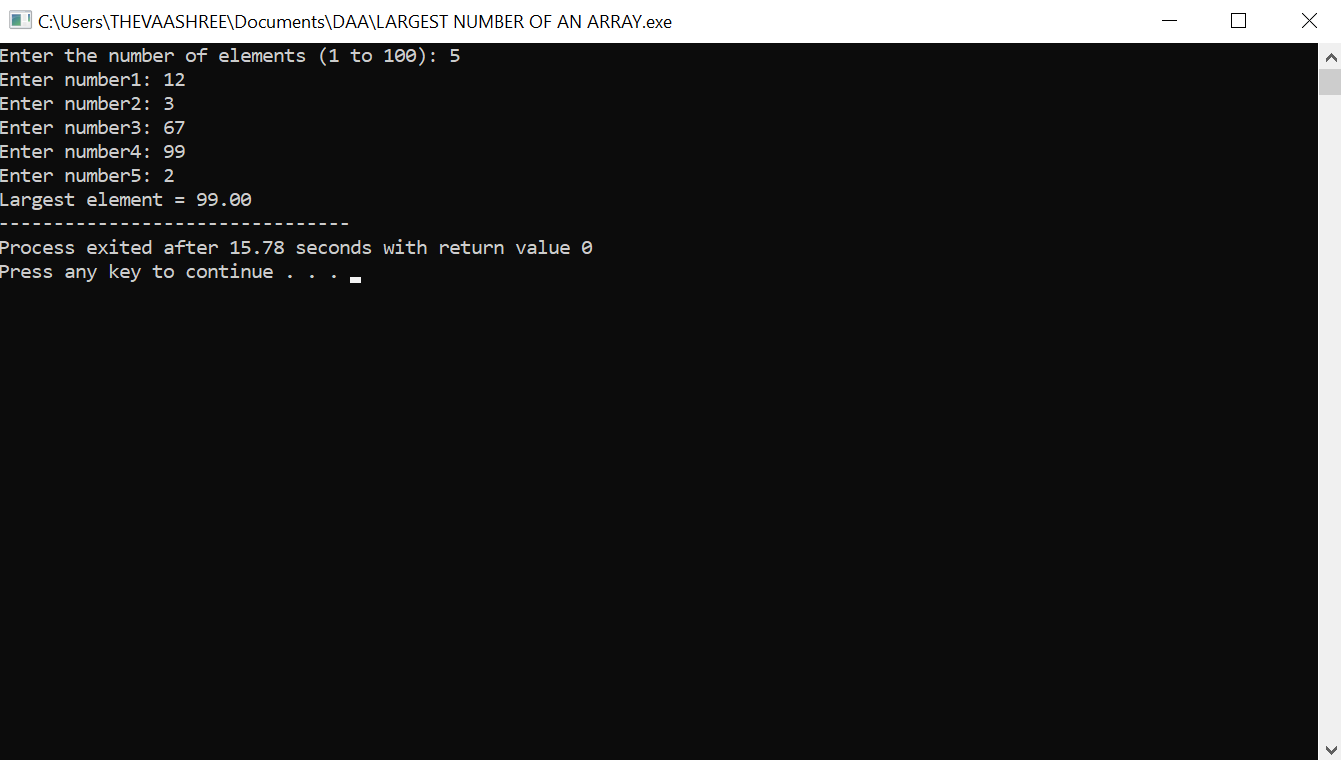 C:\Users\THEVAASHREE\Documents\DAA\LARGEST NUMBER OF AN ARRAY.exe
Enter the number of elements (1 to 100): 5
Enter number1: 12
Enter number2: 3
Enter number3: 67
Enter number4: 99
Enter number5: 2
Largest element = 99.00
--------------------------------
Process exited after 15.78 seconds with return value 0
Press any key to continue . . .